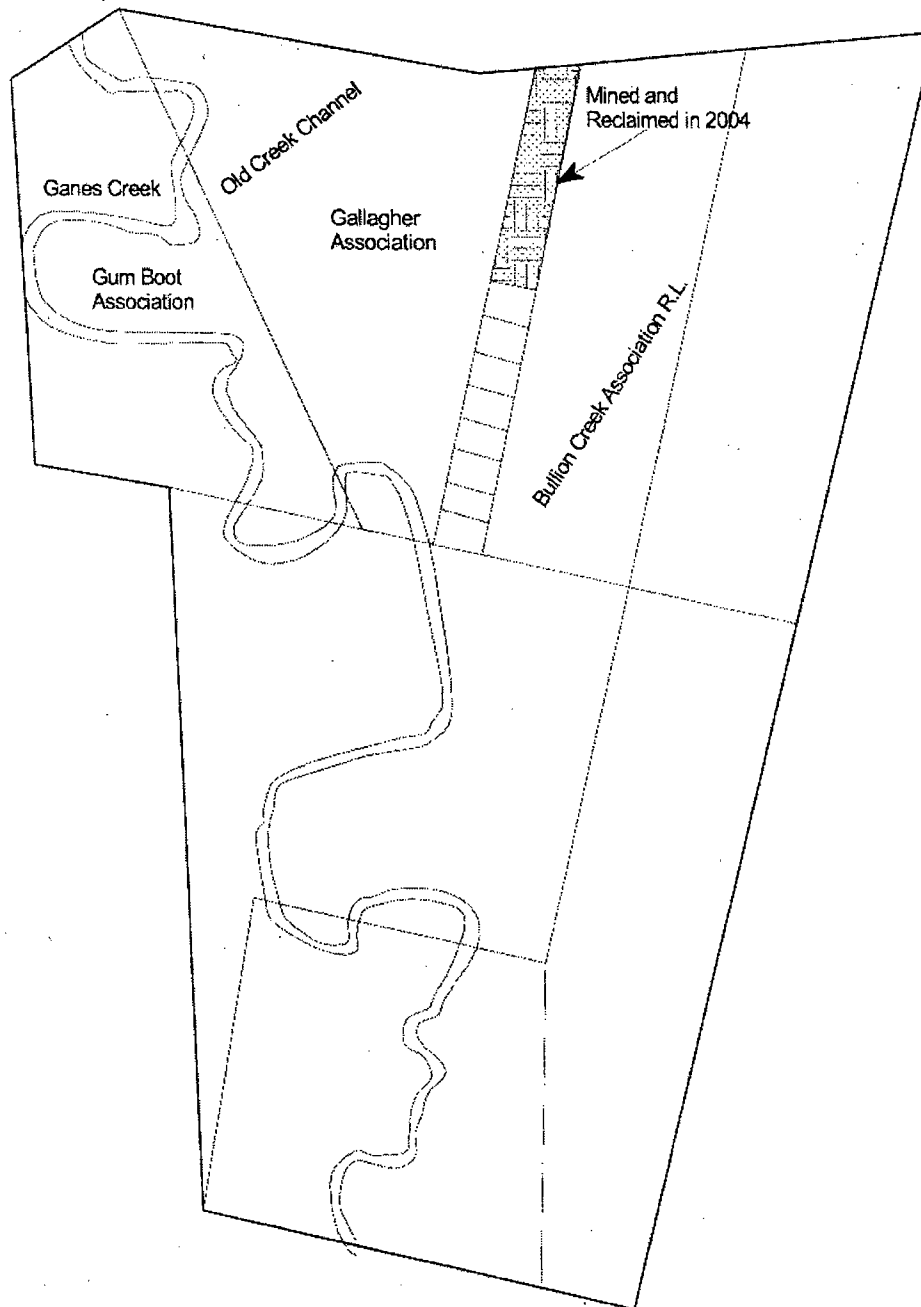 Mined and
Reclaimed in 2004
Old Creek Channel
Ganes Creek
Gallagher
Association
Gum Boot
Association
Bullion Creek Association R.L.